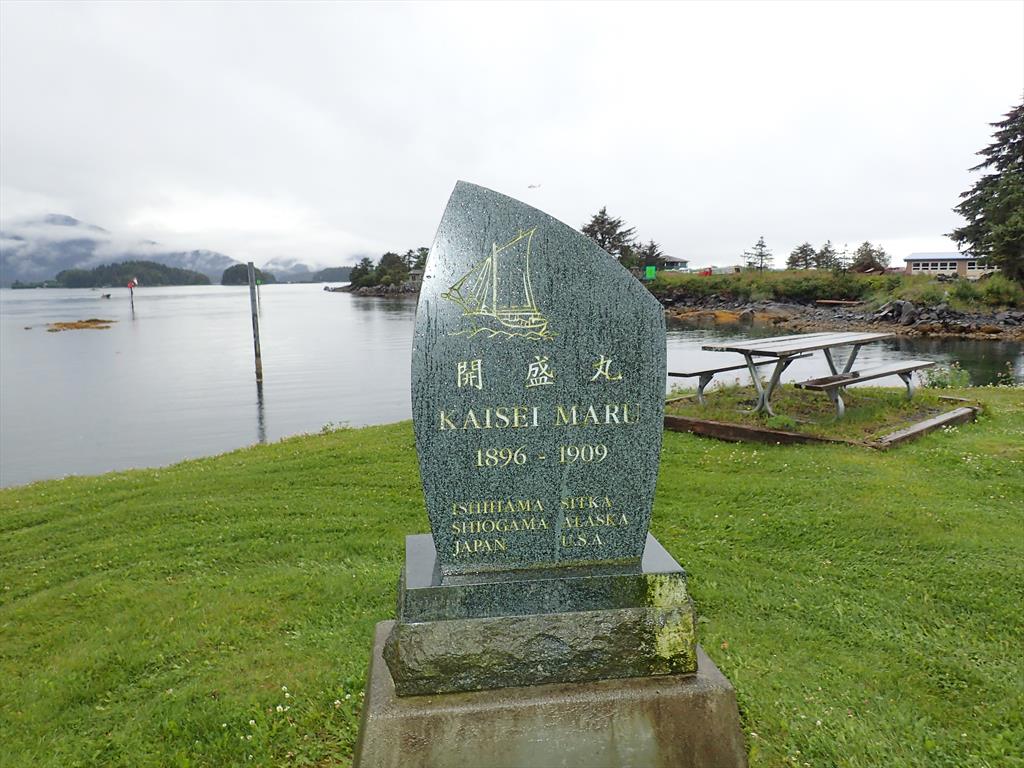 開盛丸
KAISEI MARU
1896 - 1909
ISHIHAMA SITKA
SHIOGAMA ALASKA
JAPAN U.S.A